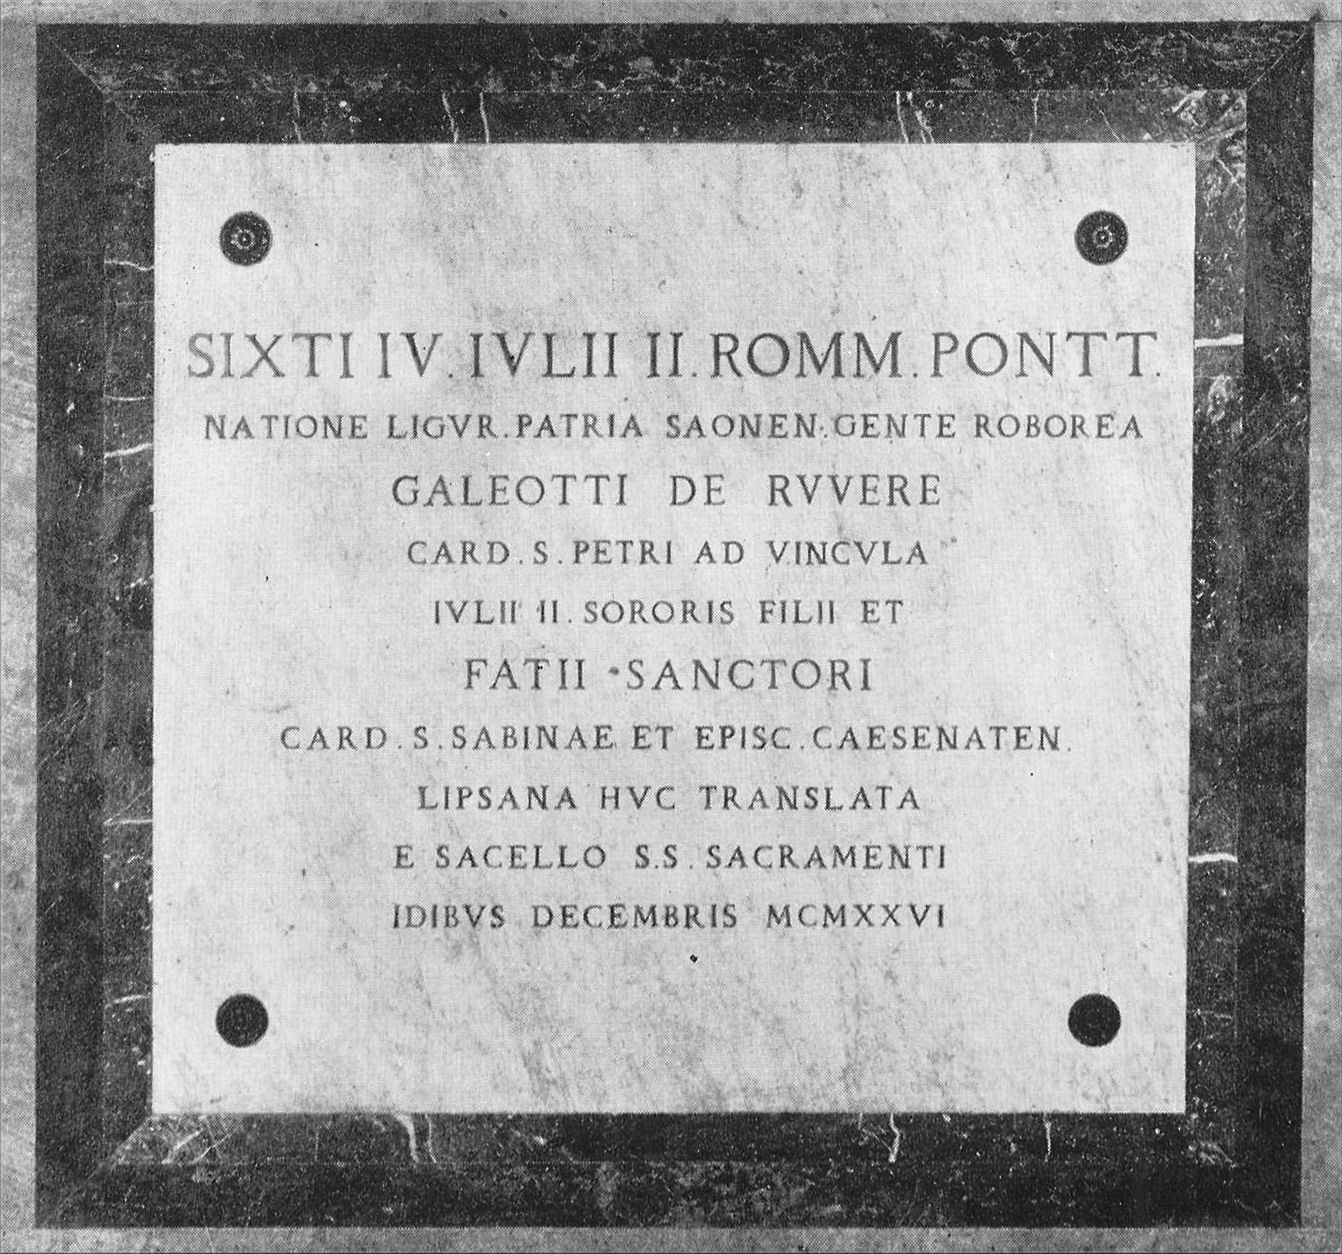 SIXTI IV. IVLII II. ROMM. PONTT.
NATIONE LIGVR. PATRIA SAONEN. GENTE ROBOREA
GALEOTTI DE RVVERE
CARD. S. PETRI AD VINCVLA
IVLII II. SORORIS FILII ET
FATII SANCTORI
CARD. S. SABINAE ET EPISC. CAESENATEN.
LIPSANA HVC TRANSLATA
E SACELLO S.S. SACRAMENTI
IDIBVS DECEMBRIS MCMXXVI